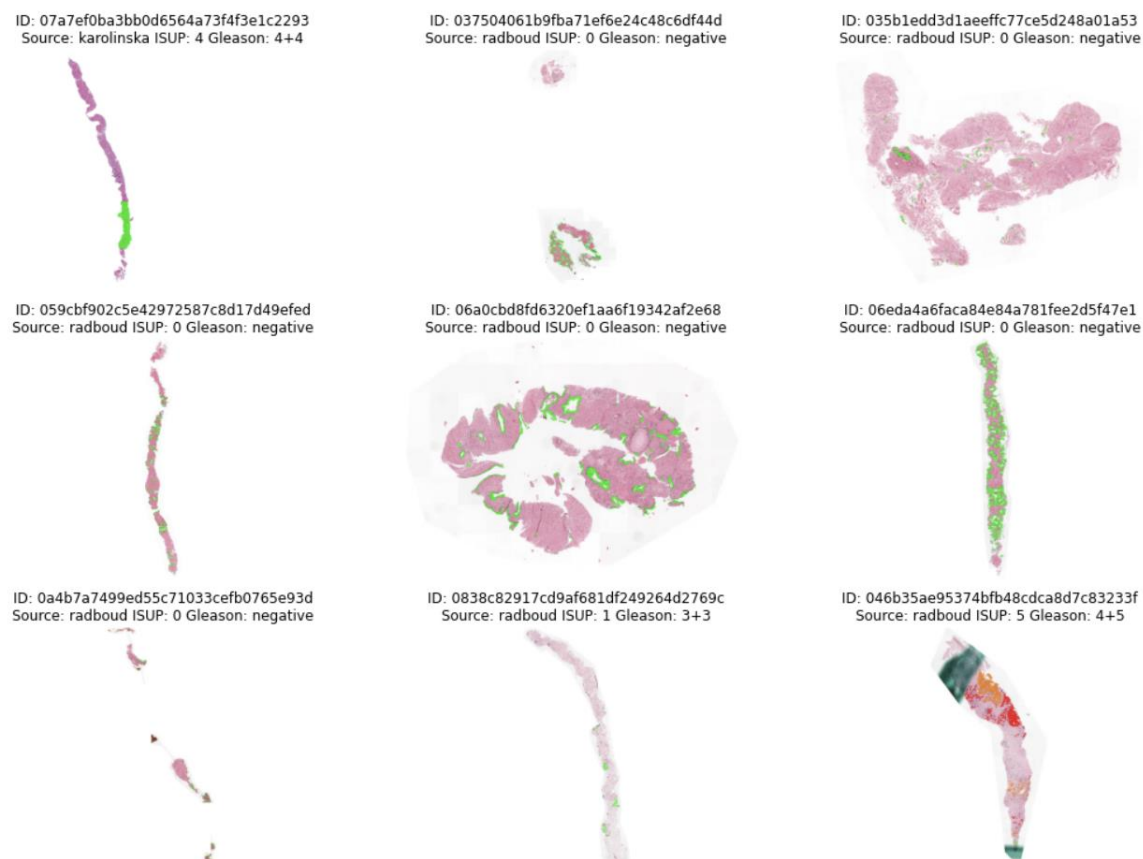 ID: 07a7ef0ba3bb0d6564a73f4f3e1c2293
Source: karolinska ISUP: 4 Gleason: 4+4
ID: 037504061b9fba71ef6e24c48c6df44d
Source: radboud ISUP: 0 Gleason: negative
ID: 035b1edd3d1aeeffc77ce5d248a01a53
Source: radboud ISUP: 0 Gleason: negative
ID: 059cbf902c5e42972587c8d17d49efed
Source: radboud ISUP: 0 Gleason: negative
ID: 06a0cbd8fd6320ef1aa6f19342af2e68
Source: radboud ISUP: 0 Gleason: negative
ID: 06eda4a6faca84e84a781fee2d5f47e1
Source: radboud ISUP: 0 Gleason: negative
ID: 0a4b7a7499ed55c71033cefb0765e93d
Source: radboud ISUP: 0 Gleason: negative
ID: 0838c82917cd9af681df249264d2769c
Source: radboud ISUP: 1 Gleason: 3+3
ID: 046b35ae95374bfb48cdca8d7c83233f
Source: radboud ISUP: 5 Gleason: 4+5